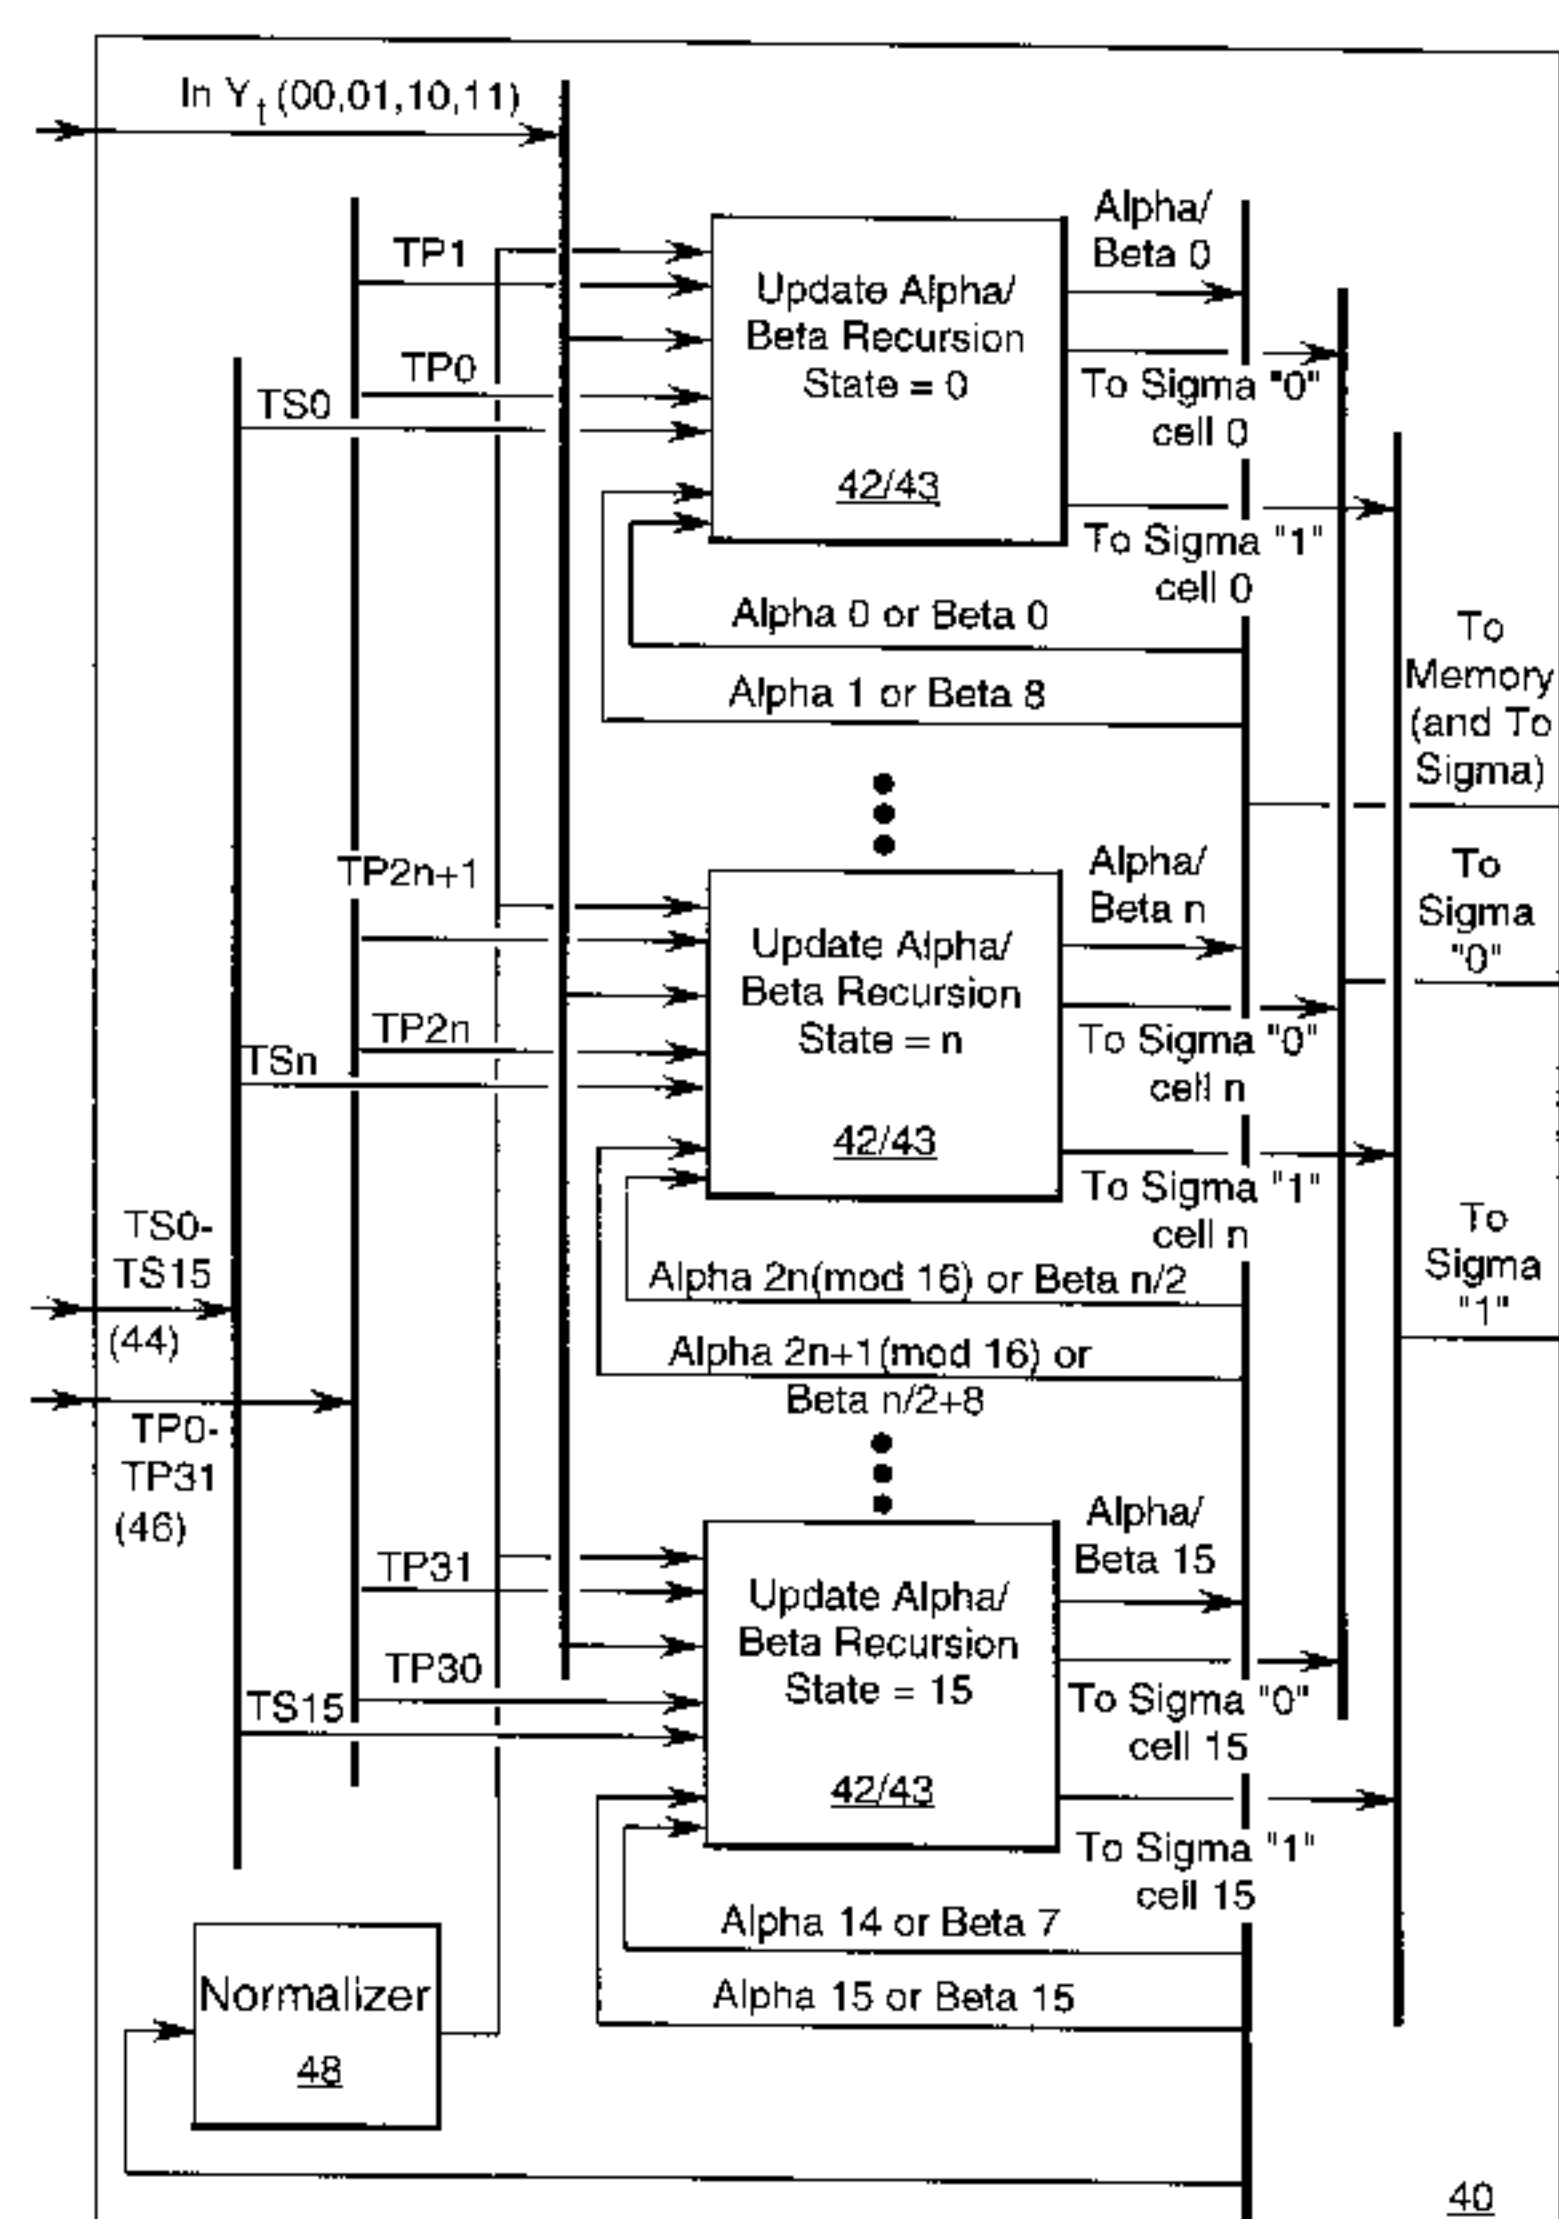 In Yt (00,01,10,11)
TP1
TP0
TS0
Update Alpha/
Beta Recursion
State = 0
42/43
Alpha/
Beta 0
To Sigma "0"
cell 0
To Sigma "1"
cell 0
Alpha 0 or Beta 0
Alpha 1 or Beta 8
To
Memory
(and To
Sigma)
TP2n+1
TP2n
TSn
Update Alpha/
Beta Recursion
State = n
42/43
Alpha/
Beta n
To Sigma "0"
cell n
To Sigma "1"
cell n
To
Sigma
"0"
Alpha 2n(mod 16) or Beta n/2
Alpha 2n+1(mod 16) or
Beta n/2+8
To
Sigma
"1"
TS0-
TS15
(44)
TP0-
TP31
(46)
TP31
TP30
TS15
Update Alpha/
Beta Recursion
State = 15
42/43
Alpha/
Beta 15
To Sigma "0"
cell 15
To Sigma "1"
cell 15
Alpha 14 or Beta 7
Alpha 15 or Beta 15
Normalizer
48
40